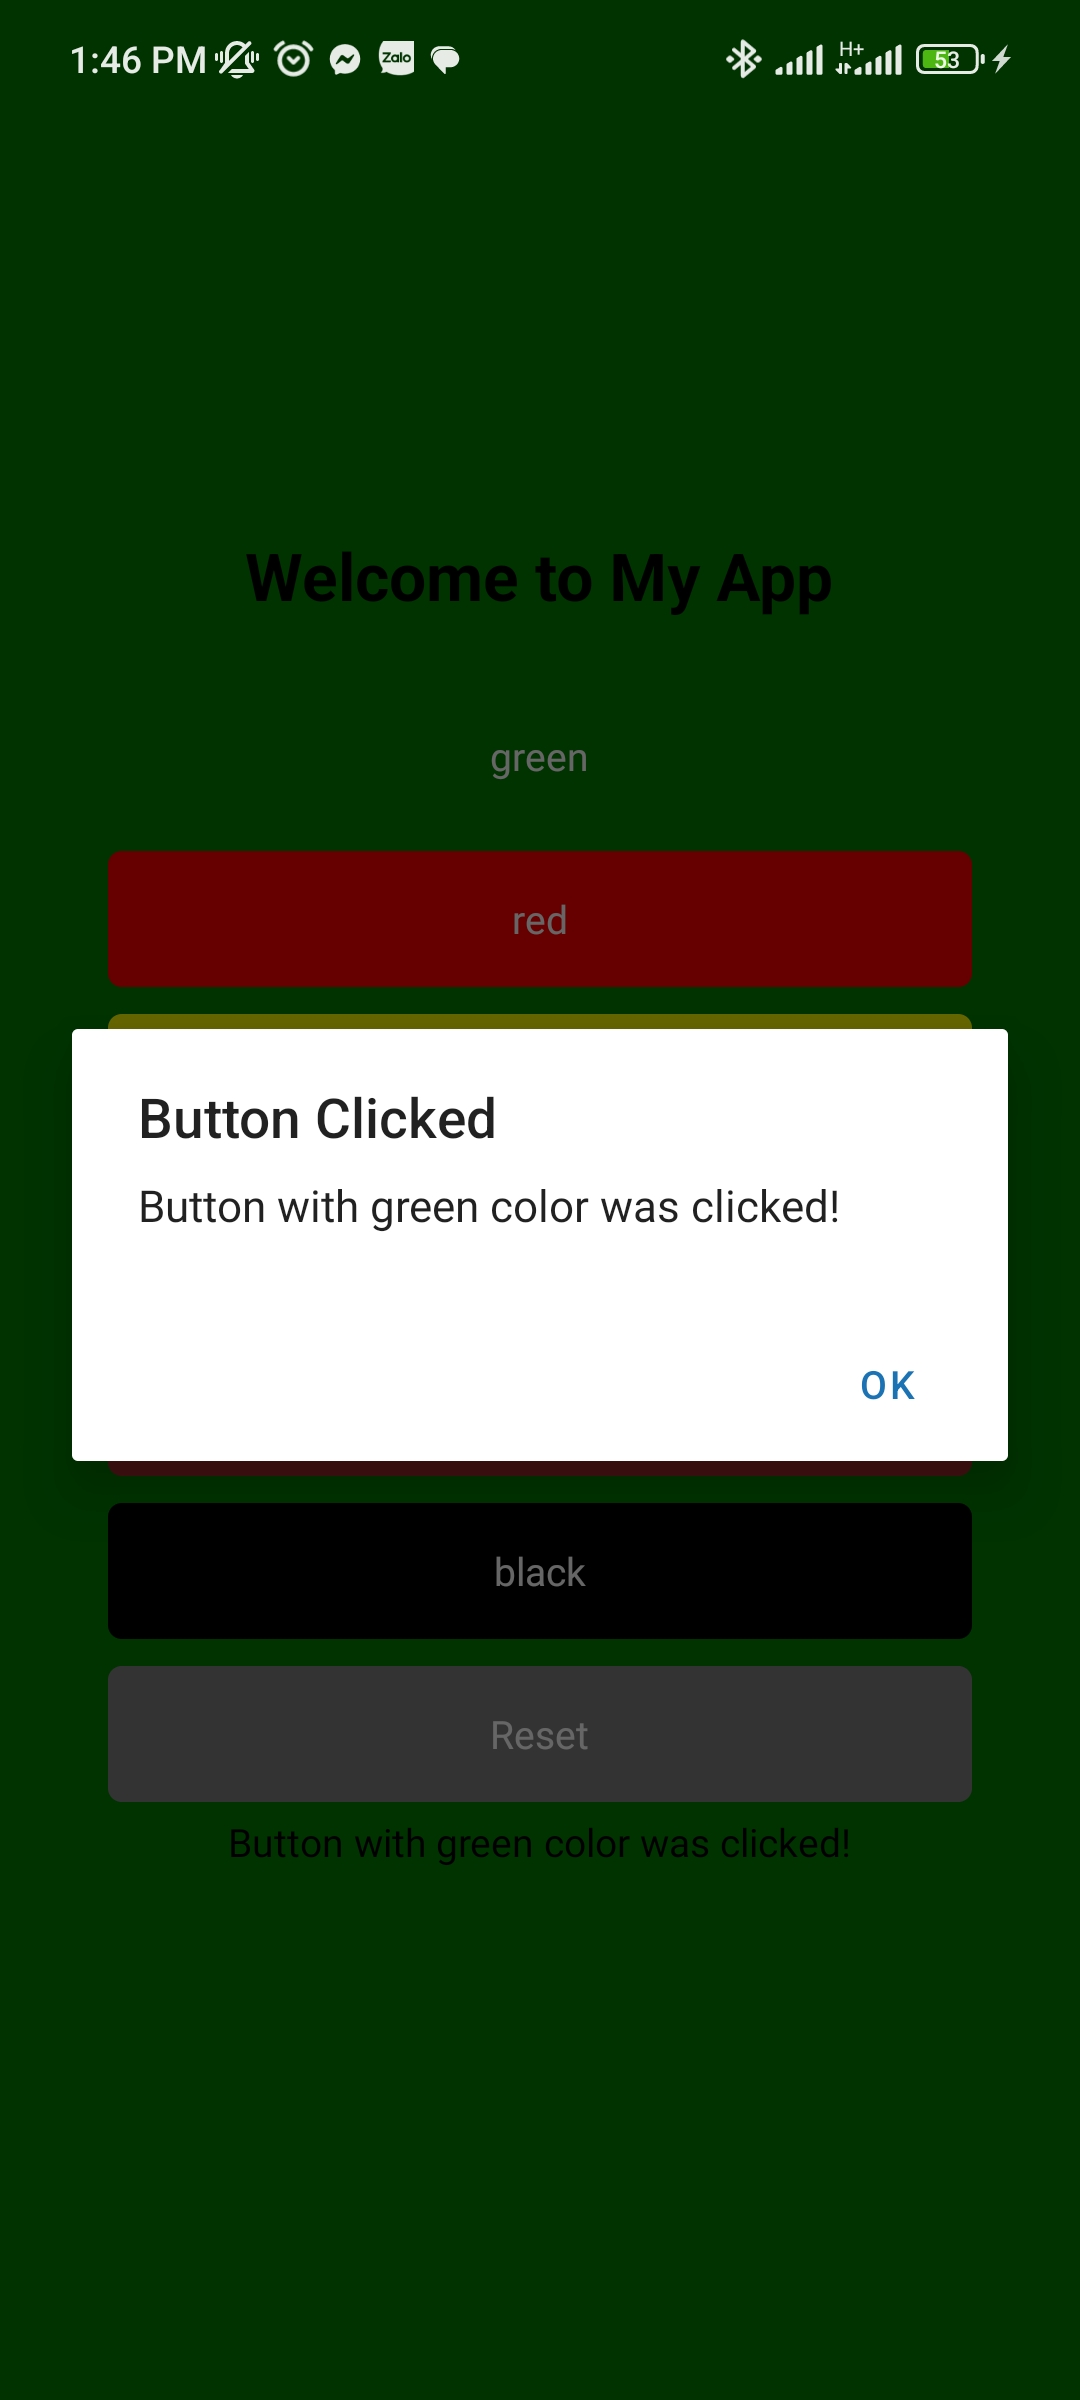 1:46 PM
Zalo
H+
53
Welcome to My App
green
red
Button Clicked
Button with green color was clicked!
OK
black
Reset
Button with green color was clicked!